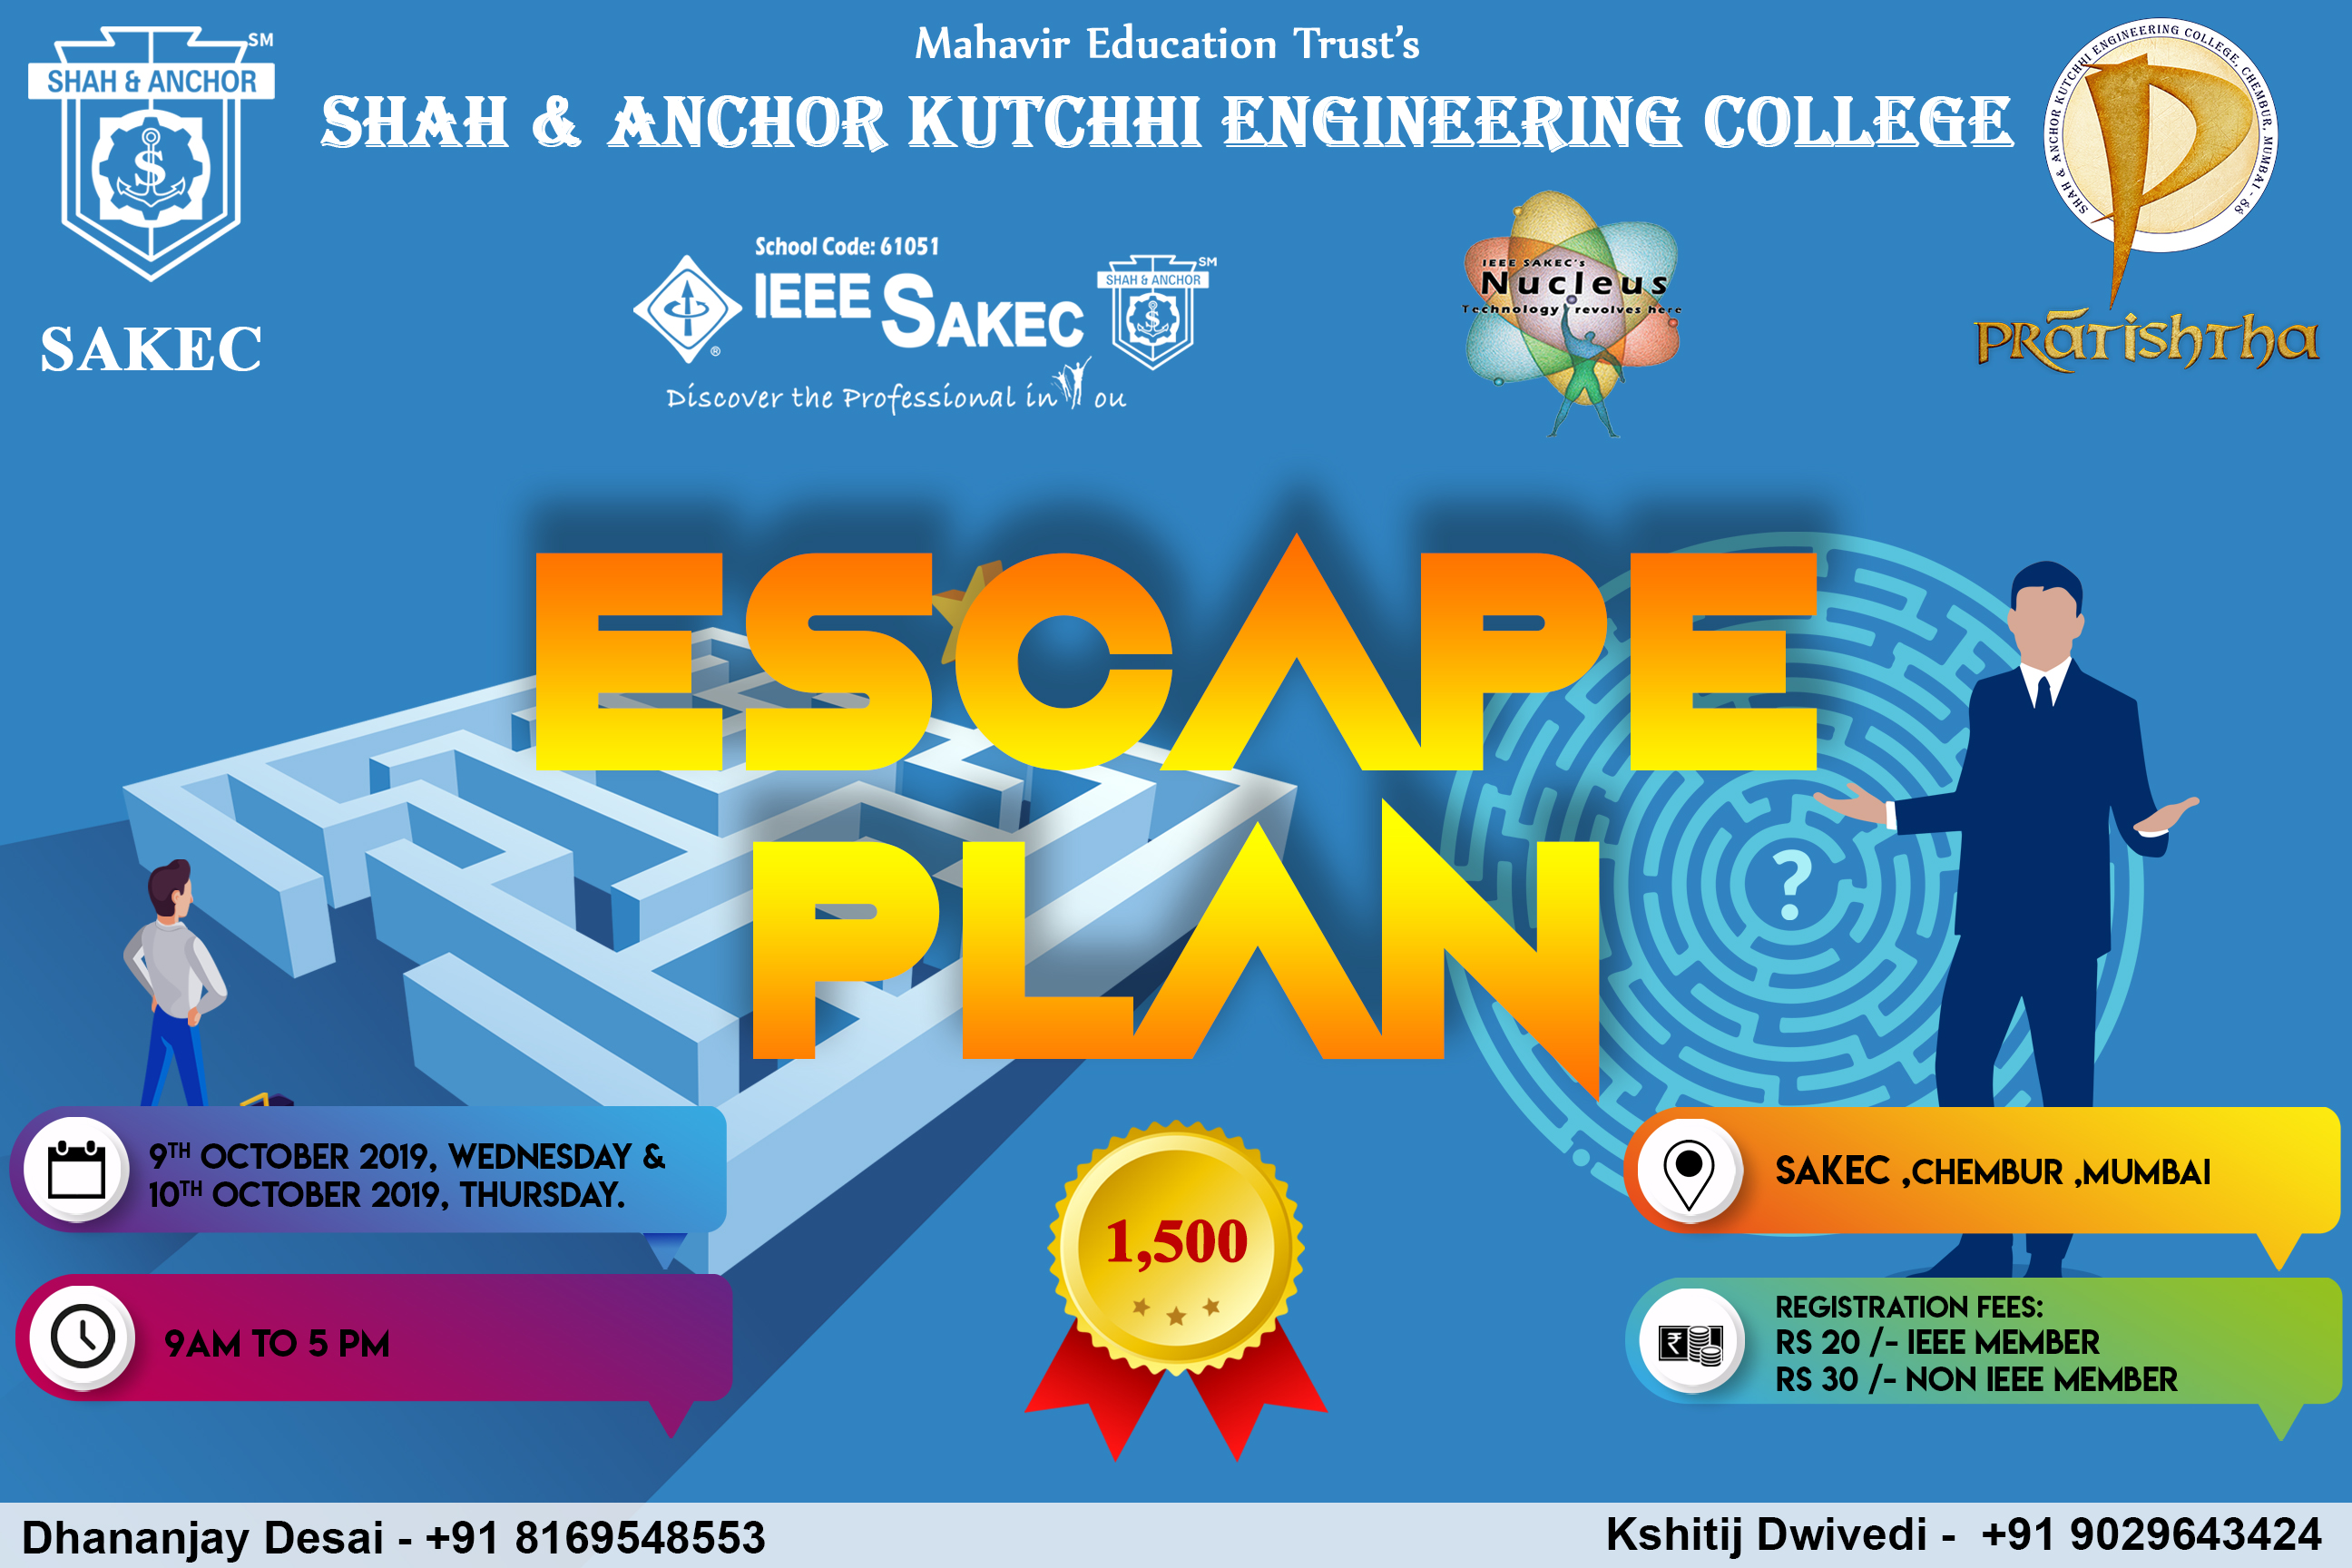 Mahavir Education Trust's
SHAH & ANCHOR KUTCHHI ENGINEERING COLLEGE
SHAH & ANCHOR SM
SAKEC
School Code: 61051
IEEE SAKEC
SHAH & ANCHOR SM
Discover the Professional in You
IEEE SAKEC's
Nucleus
Technology revolves here
SHAH & ANCHOR KUTCHHI ENGINEERING COLLEGE, CHEMBUR, MUMBAI - 88
P
PRĀTISHTHA
ESCAPE
PLAN
?
9TH OCTOBER 2019, WEDNESDAY &
10TH OCTOBER 2019, THURSDAY.
9AM TO 5 PM
1,500
SAKEC ,CHEMBUR ,MUMBAI
REGISTRATION FEES:
RS 20 /- IEEE MEMBER
RS 30 /- NON IEEE MEMBER
Dhananjay Desai - +91 8169548553
Kshitij Dwivedi - +91 9029643424